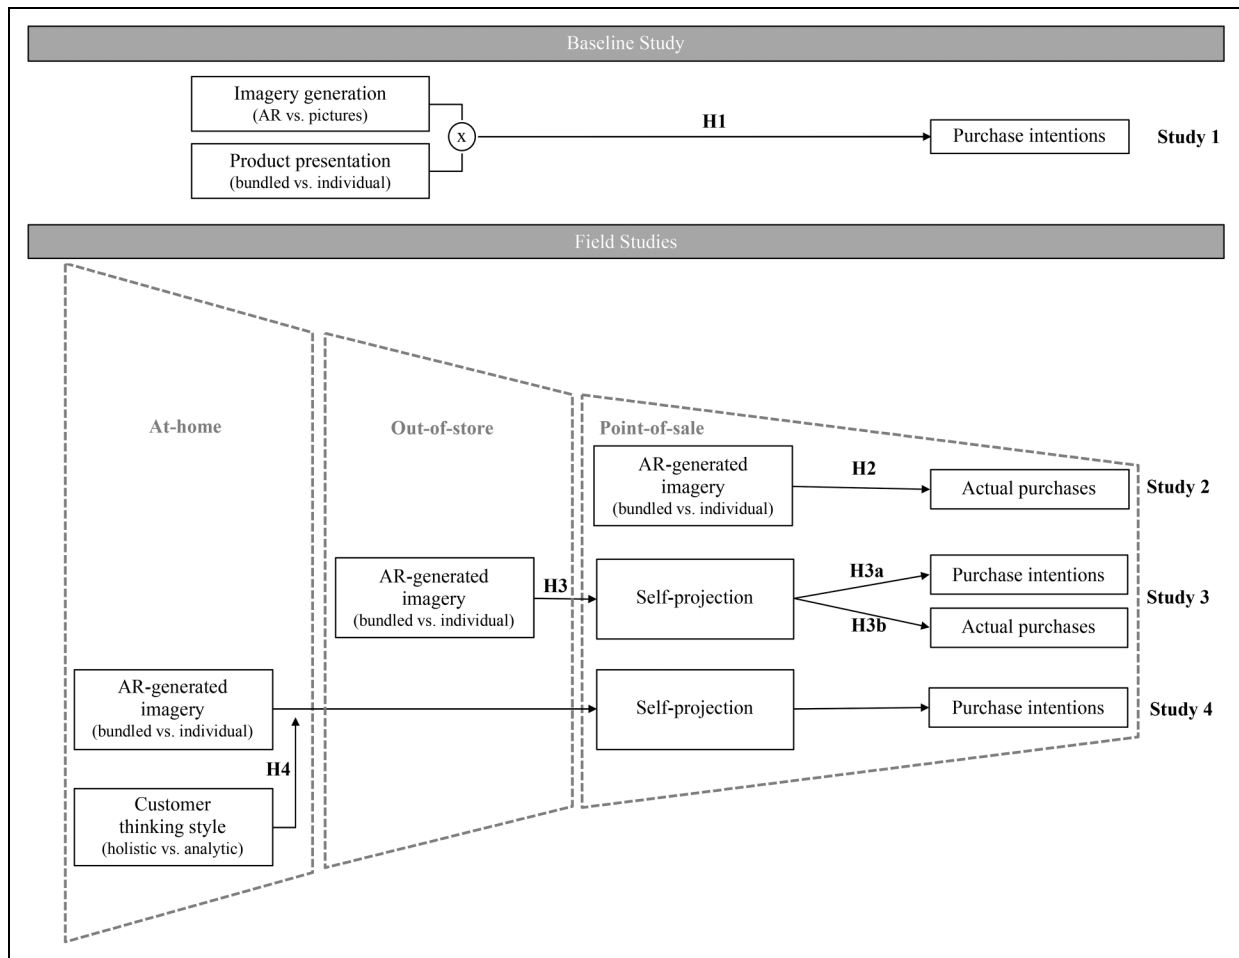 Baseline Study
Imagery generation
(AR vs. pictures)
x
H1
Purchase intentions
Study 1
Product presentation
(bundled vs. individual)
Field Studies
At-home
Out-of-store
Point-of-sale
AR-generated
imagery
(bundled vs. individual)
H2
Actual purchases
Study 2
AR-generated
imagery
(bundled vs. individual)
H3
Self-projection
H3a
Purchase intentions
H3b
Actual purchases
Study 3
AR-generated
imagery
(bundled vs. individual)
Self-projection
Purchase intentions
Study 4
H4
Customer
thinking style
(holistic vs. analytic)